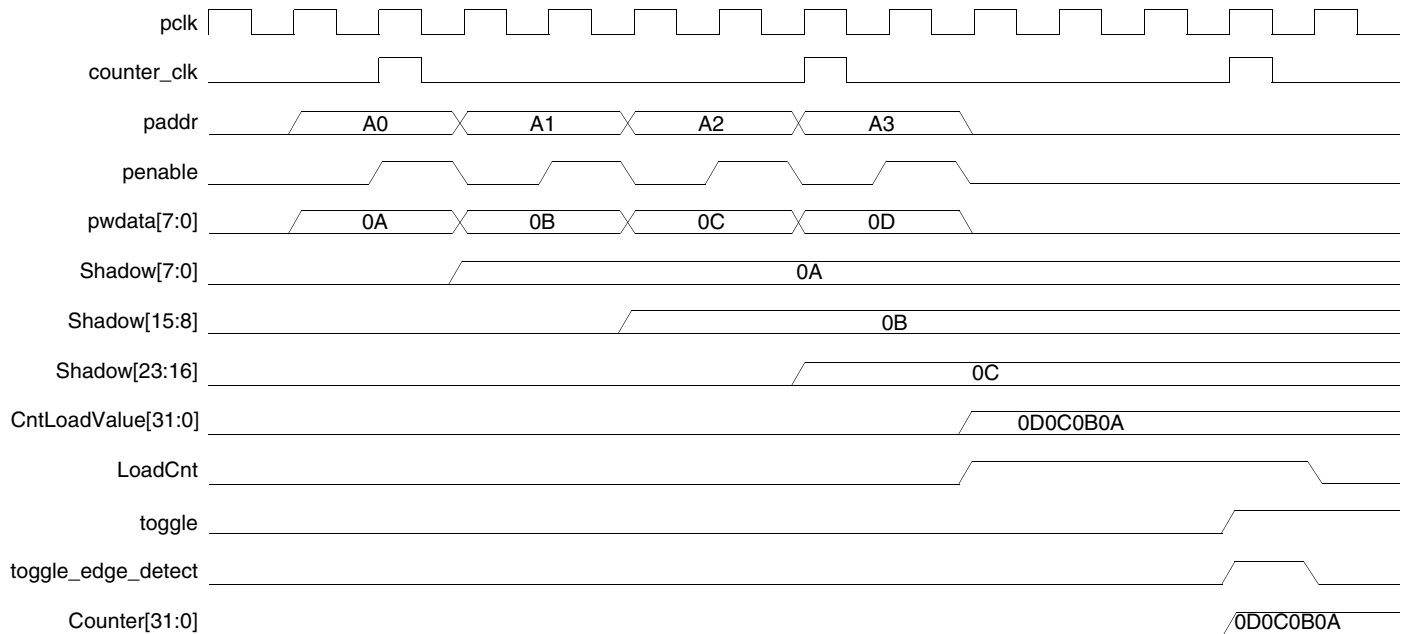 pclk
counter_clk
paddr A0 A1 A2 A3
penable
pwdata[7:0] 0A 0B 0C 0D
Shadow[7:0] 0A
Shadow[15:8] 0B
Shadow[23:16] 0C
CntLoadValue[31:0] 0D0C0B0A
LoadCnt
toggle
toggle_edge_detect
Counter[31:0] 0D0C0B0A